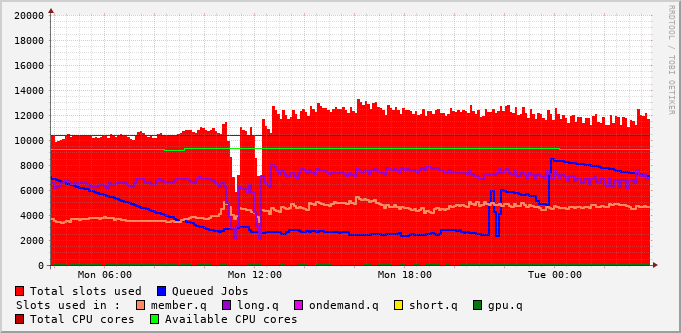 20000
18000
16000
14000
12000
10000
8000
6000
4000
2000
0
Mon 06:00 Mon 12:00 Mon 18:00 Tue 00:00
RRDTOOL / TOBI OETIKER
Total slots used Queued Jobs
Slots used in : member.q long.q ondemand.q short.q gpu.q
Total CPU cores Available CPU cores